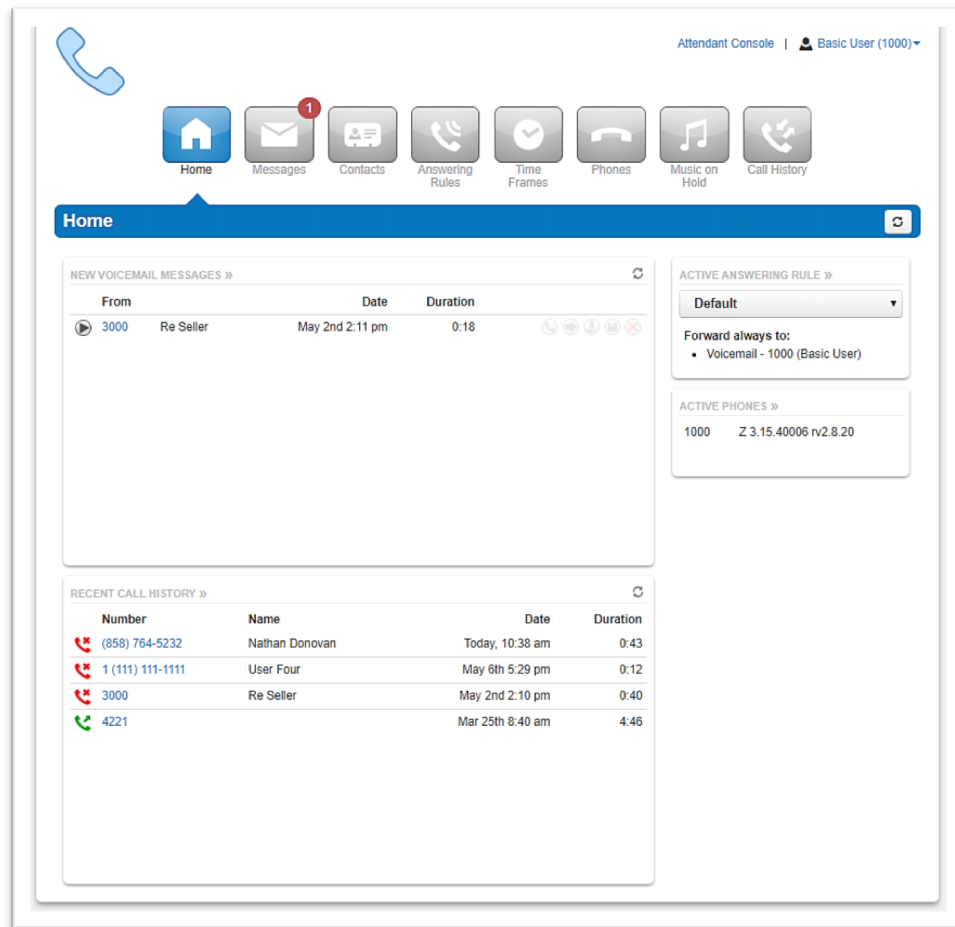 Attendant Console | Basic User (1000)
1
Home Messages Contacts Answering Rules Time Frames Phones Music on Hold Call History
Home
NEW VOICEMAIL MESSAGES »
From Date Duration
3000 Re Seller May 2nd 2:11 pm 0:18
ACTIVE ANSWERING RULE »
Default
Forward always to:
• Voicemail - 1000 (Basic User)
ACTIVE PHONES »
1000 Z 3.15.40006 rv2.8.20
RECENT CALL HISTORY »
Number Name Date Duration
(858) 764-5232 Nathan Donovan Today, 10:38 am 0:43
1 (111) 111-1111 User Four May 6th 5:29 pm 0:12
3000 Re Seller May 2nd 2:10 pm 0:40
4221 Mar 25th 8:40 am 4:46